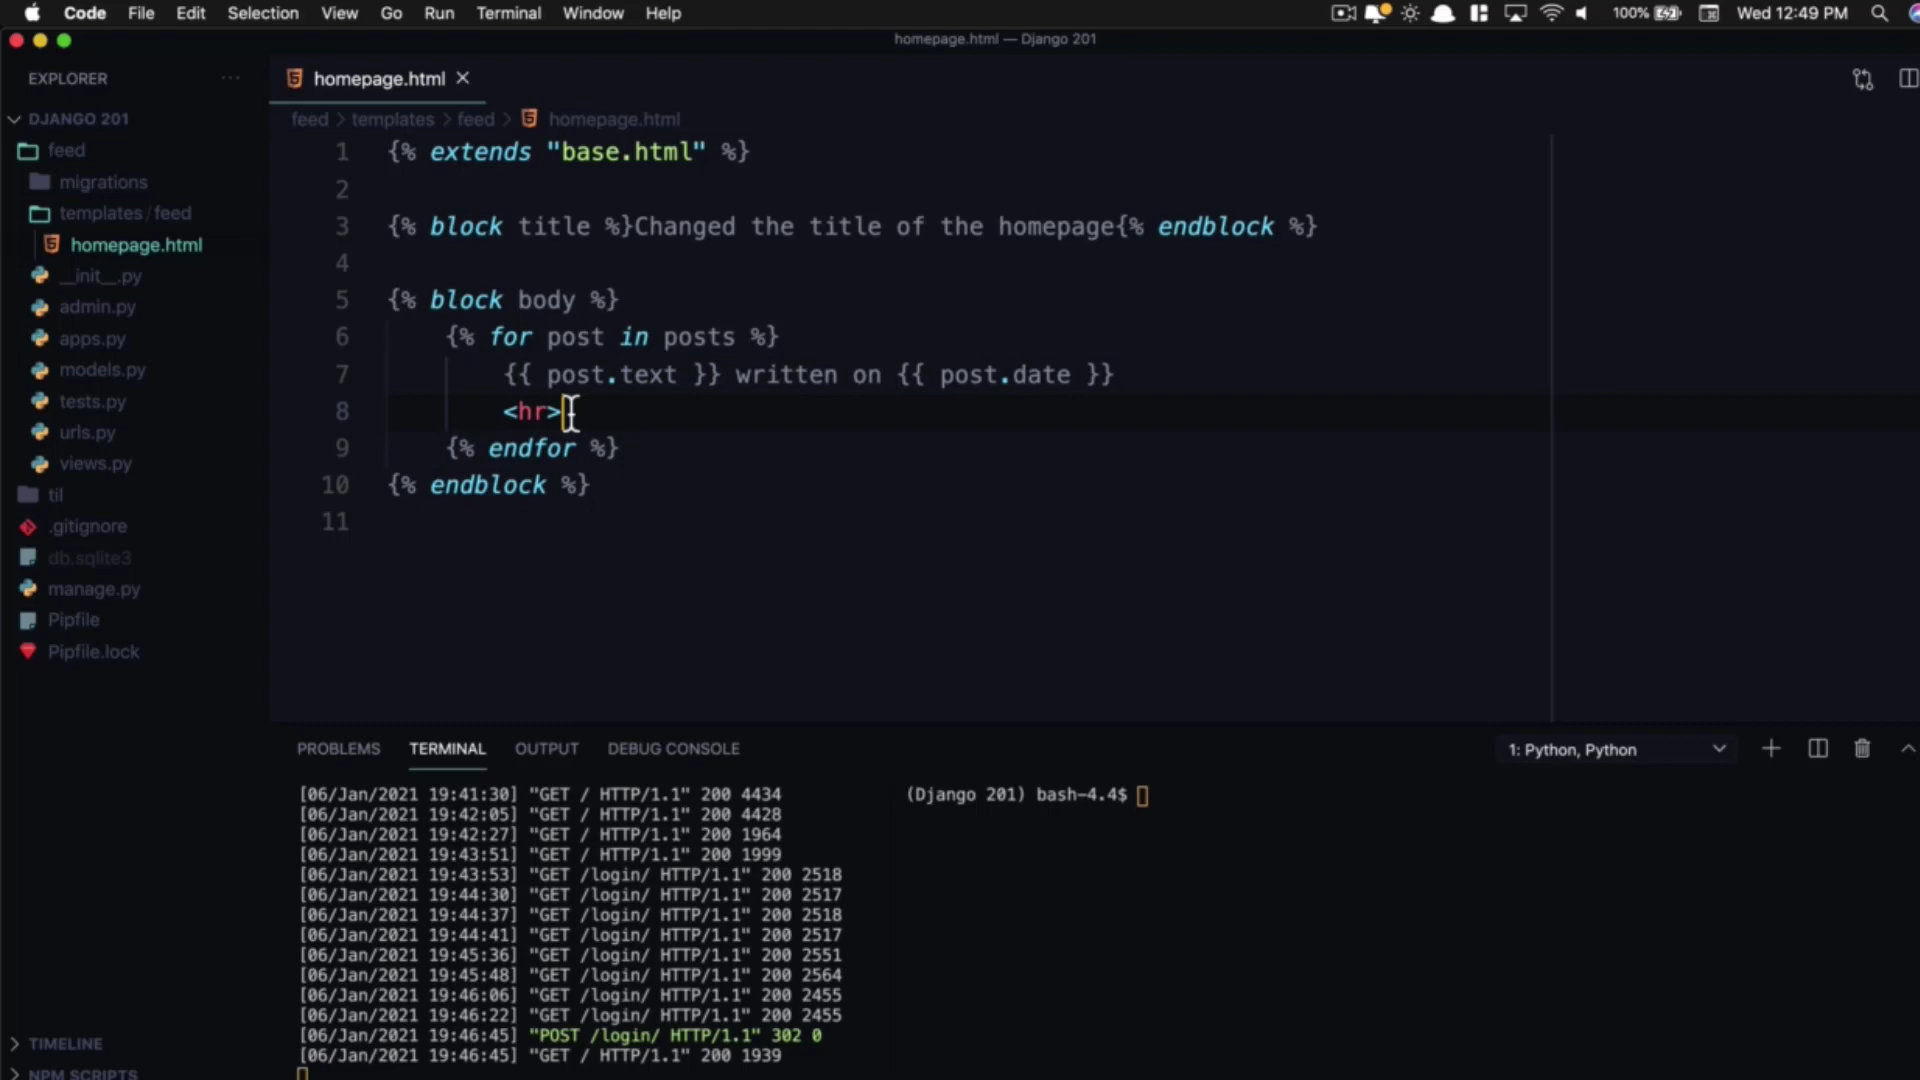 Code File Edit Selection View Go Run Terminal Window Help 100% Wed 12:49 PM
homepage.html — Django 201
EXPLORER
DJANGO 201
feed
migrations
templates/feed
homepage.html
__init__.py
admin.py
apps.py
models.py
tests.py
urls.py
views.py
til
.gitignore
db.sqlite3
manage.py
Pipfile
Pipfile.lock
TIMELINE
NPM SCRIPTS
homepage.html
feed > templates > feed > homepage.html
1 {% extends "base.html" %}
2
3 {% block title %}Changed the title of the homepage{% endblock %}
4
5 {% block body %}
6 {% for post in posts %}
7 {{ post.text }} written on {{ post.date }}
8 <hr>
9 {% endfor %}
10 {% endblock %}
11
PROBLEMS TERMINAL OUTPUT DEBUG CONSOLE 1: Python, Python
[06/Jan/2021 19:41:30] "GET / HTTP/1.1" 200 4434
[06/Jan/2021 19:42:05] "GET / HTTP/1.1" 200 4428
[06/Jan/2021 19:42:27] "GET / HTTP/1.1" 200 1964
[06/Jan/2021 19:43:51] "GET / HTTP/1.1" 200 1999
[06/Jan/2021 19:43:53] "GET /login/ HTTP/1.1" 200 2518
[06/Jan/2021 19:44:30] "GET /login/ HTTP/1.1" 200 2517
[06/Jan/2021 19:44:37] "GET /login/ HTTP/1.1" 200 2518
[06/Jan/2021 19:44:41] "GET /login/ HTTP/1.1" 200 2517
[06/Jan/2021 19:45:36] "GET /login/ HTTP/1.1" 200 2551
[06/Jan/2021 19:45:48] "GET /login/ HTTP/1.1" 200 2564
[06/Jan/2021 19:46:06] "GET /login/ HTTP/1.1" 200 2455
[06/Jan/2021 19:46:22] "GET /login/ HTTP/1.1" 200 2455
[06/Jan/2021 19:46:45] "POST /login/ HTTP/1.1" 302 0
[06/Jan/2021 19:46:45] "GET / HTTP/1.1" 200 1939
(Django 201) bash-4.4$